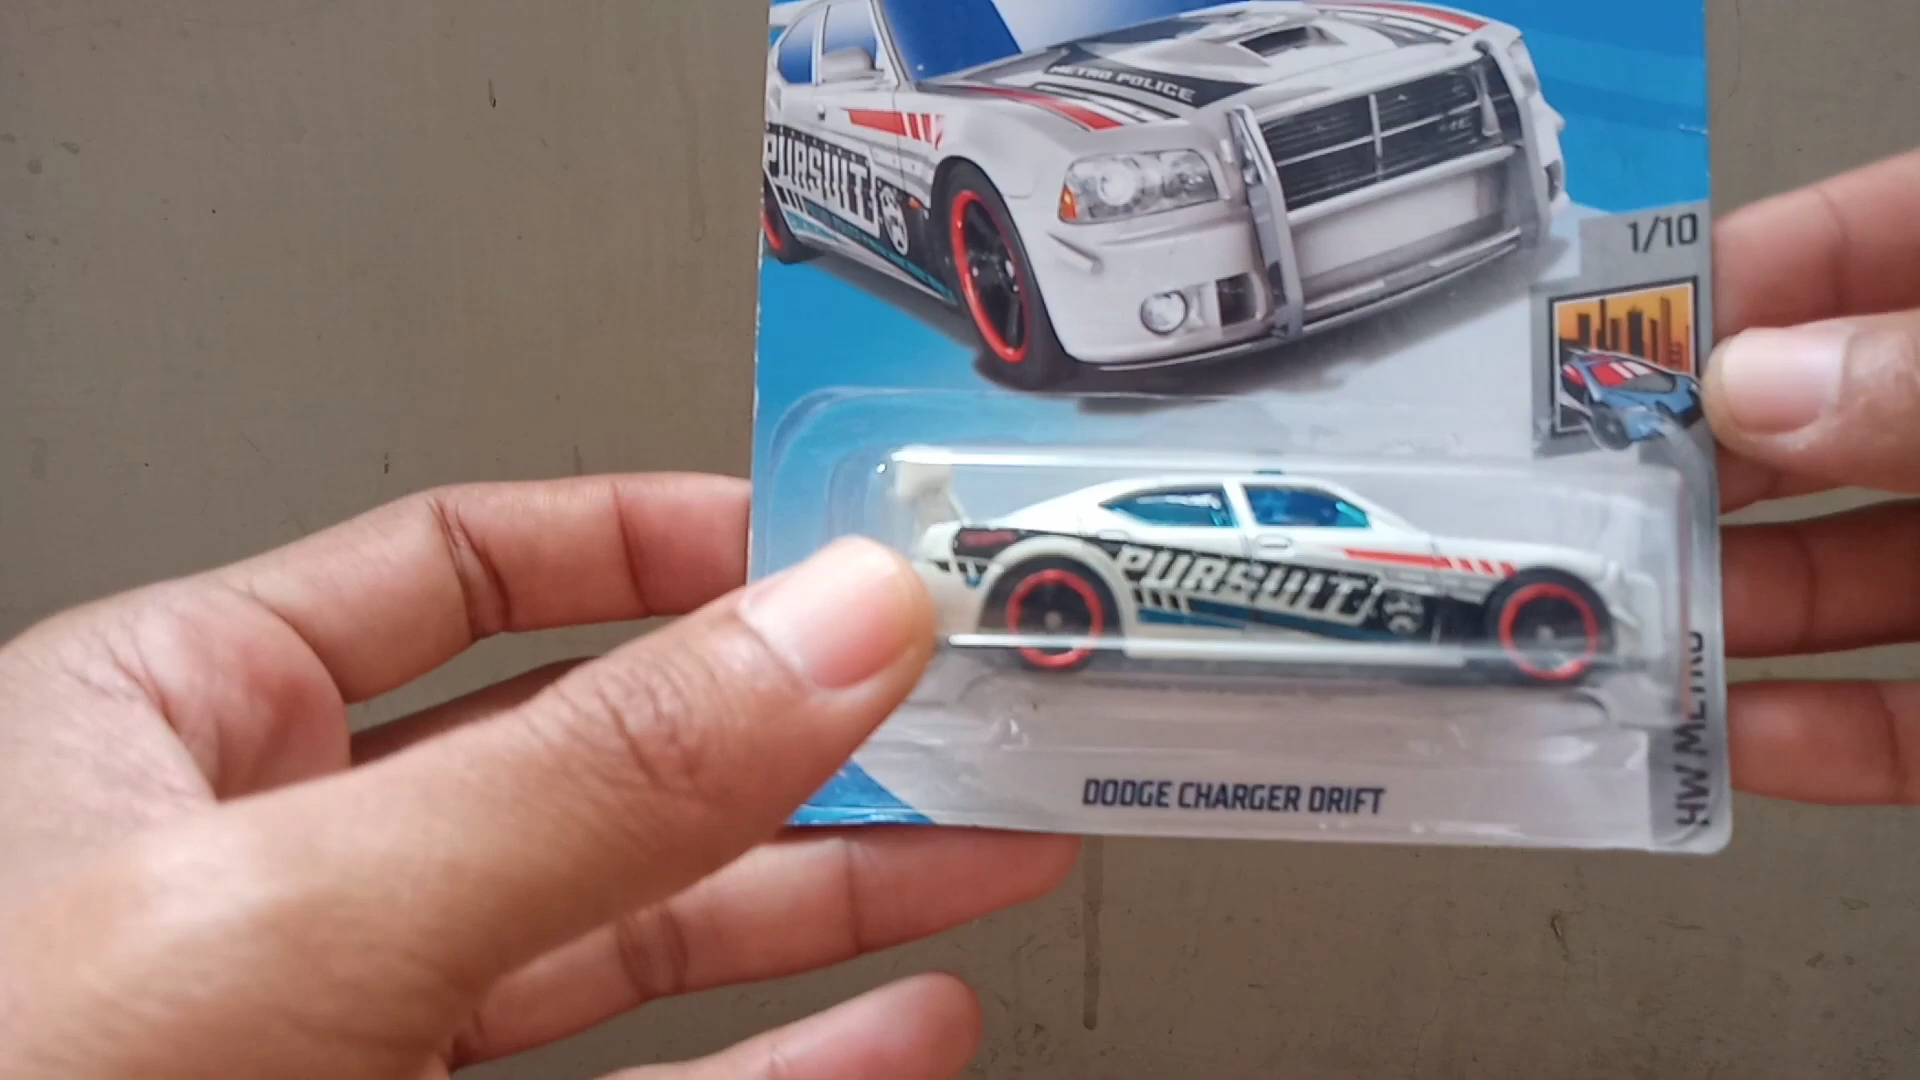 METRO POLICE
PURSUIT
1/10
PURSUIT
HW METRO
DODGE CHARGER DRIFT